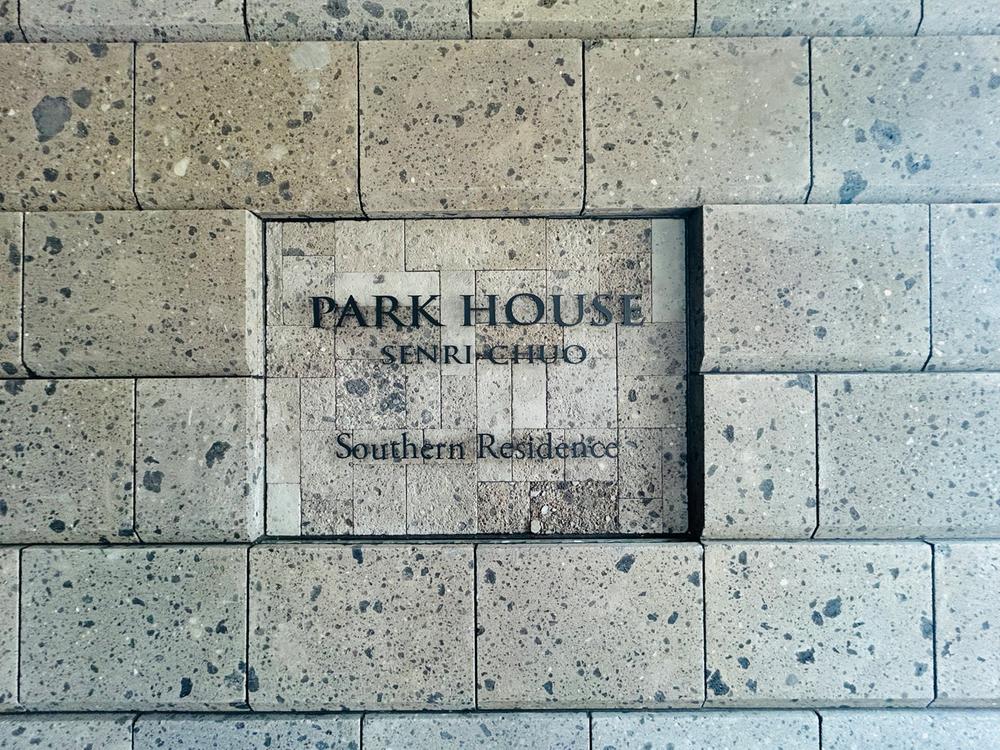 PARK HOUSE
SENRI-CHUO
Southern Residence